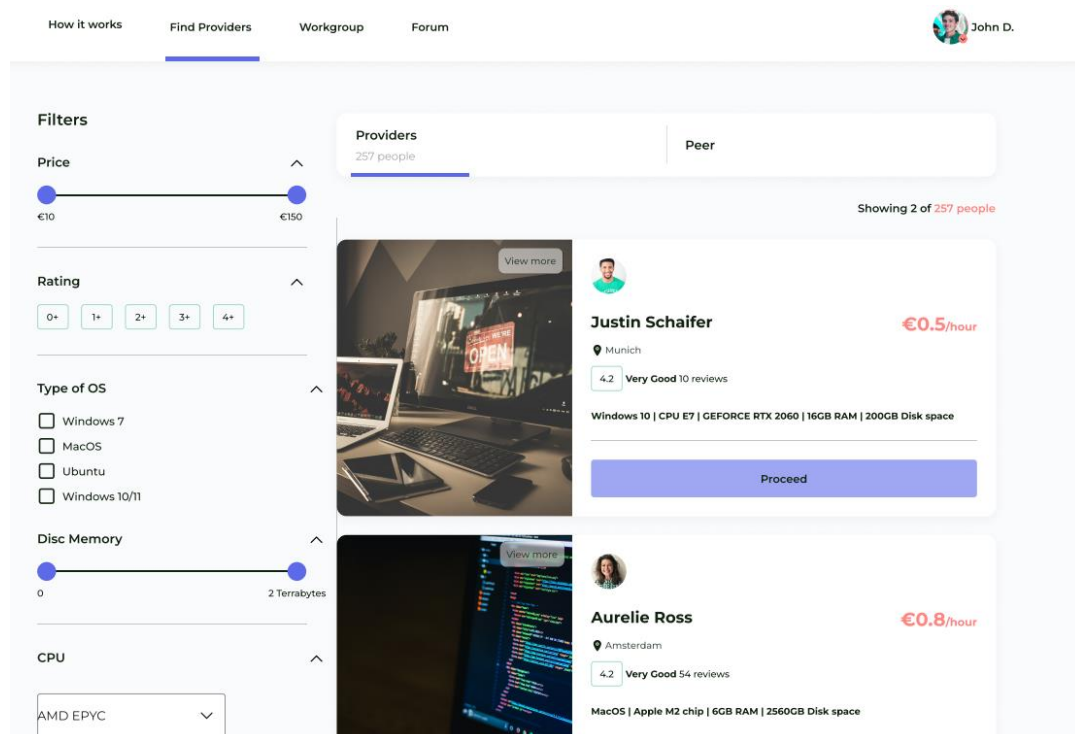 How it works
Find Providers
Workgroup
Forum
John D.
Filters
Price
€10
€150
Rating
0+
1+
2+
3+
4+
Type of OS
Windows 7
MacOS
Ubuntu
Windows 10/11
Disc Memory
0
2 Terrabytes
CPU
AMD EPYC
Providers
257 people
Peer
Showing 2 of 257 people
View more
WE'RE
OPEN
Justin Schaifer
€0.5/hour
Munich
4.2 Very Good 10 reviews
Windows 10 | CPU E7 | GEFORCE RTX 2060 | 16GB RAM | 200GB Disk space
Proceed
View more
Aurelie Ross
€0.8/hour
Amsterdam
4.2 Very Good 54 reviews
MacOS | Apple M2 chip | 6GB RAM | 2560GB Disk space